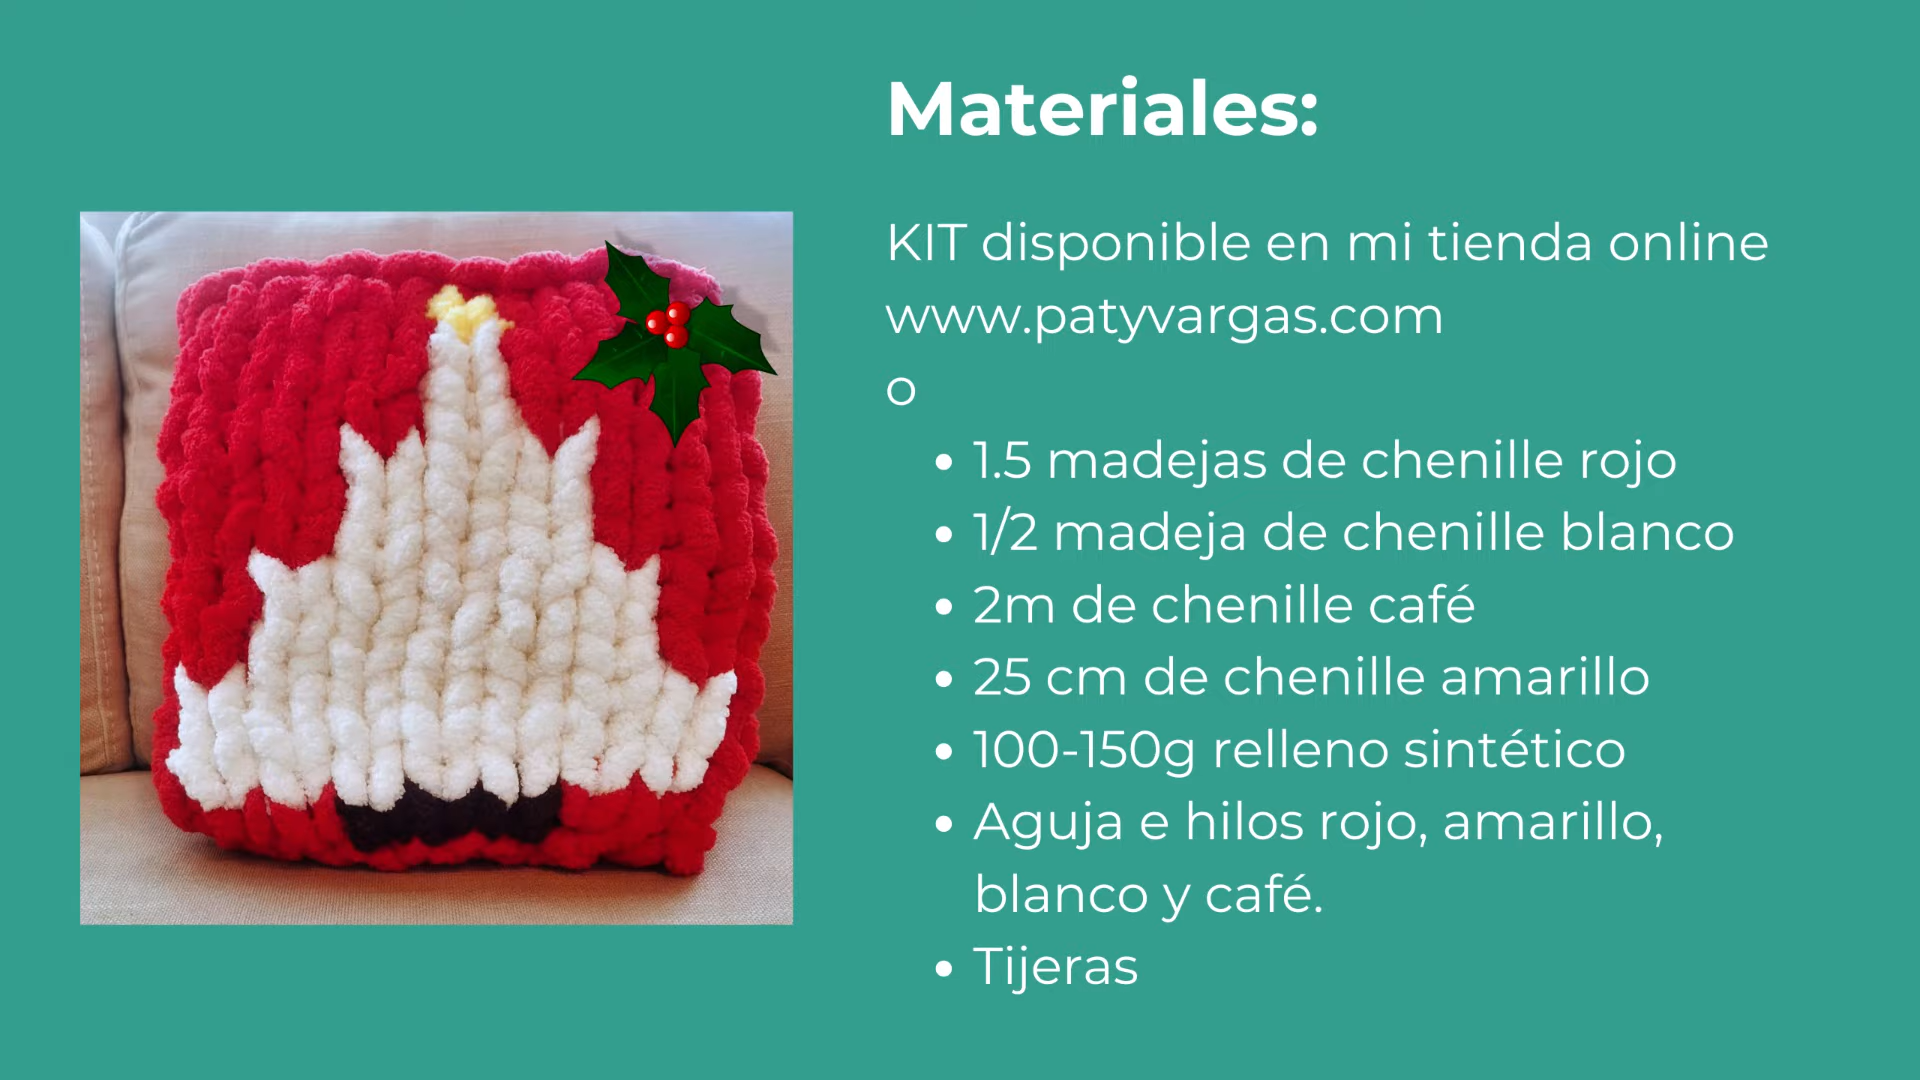 Materiales:
KIT disponible en mi tienda online
www.patyvargas.com
o
• 1.5 madejas de chenille rojo
• 1/2 madeja de chenille blanco
• 2m de chenille café
• 25 cm de chenille amarillo
• 100-150g relleno sintético
• Aguja e hilos rojo, amarillo,
blanco y café.
• Tijeras